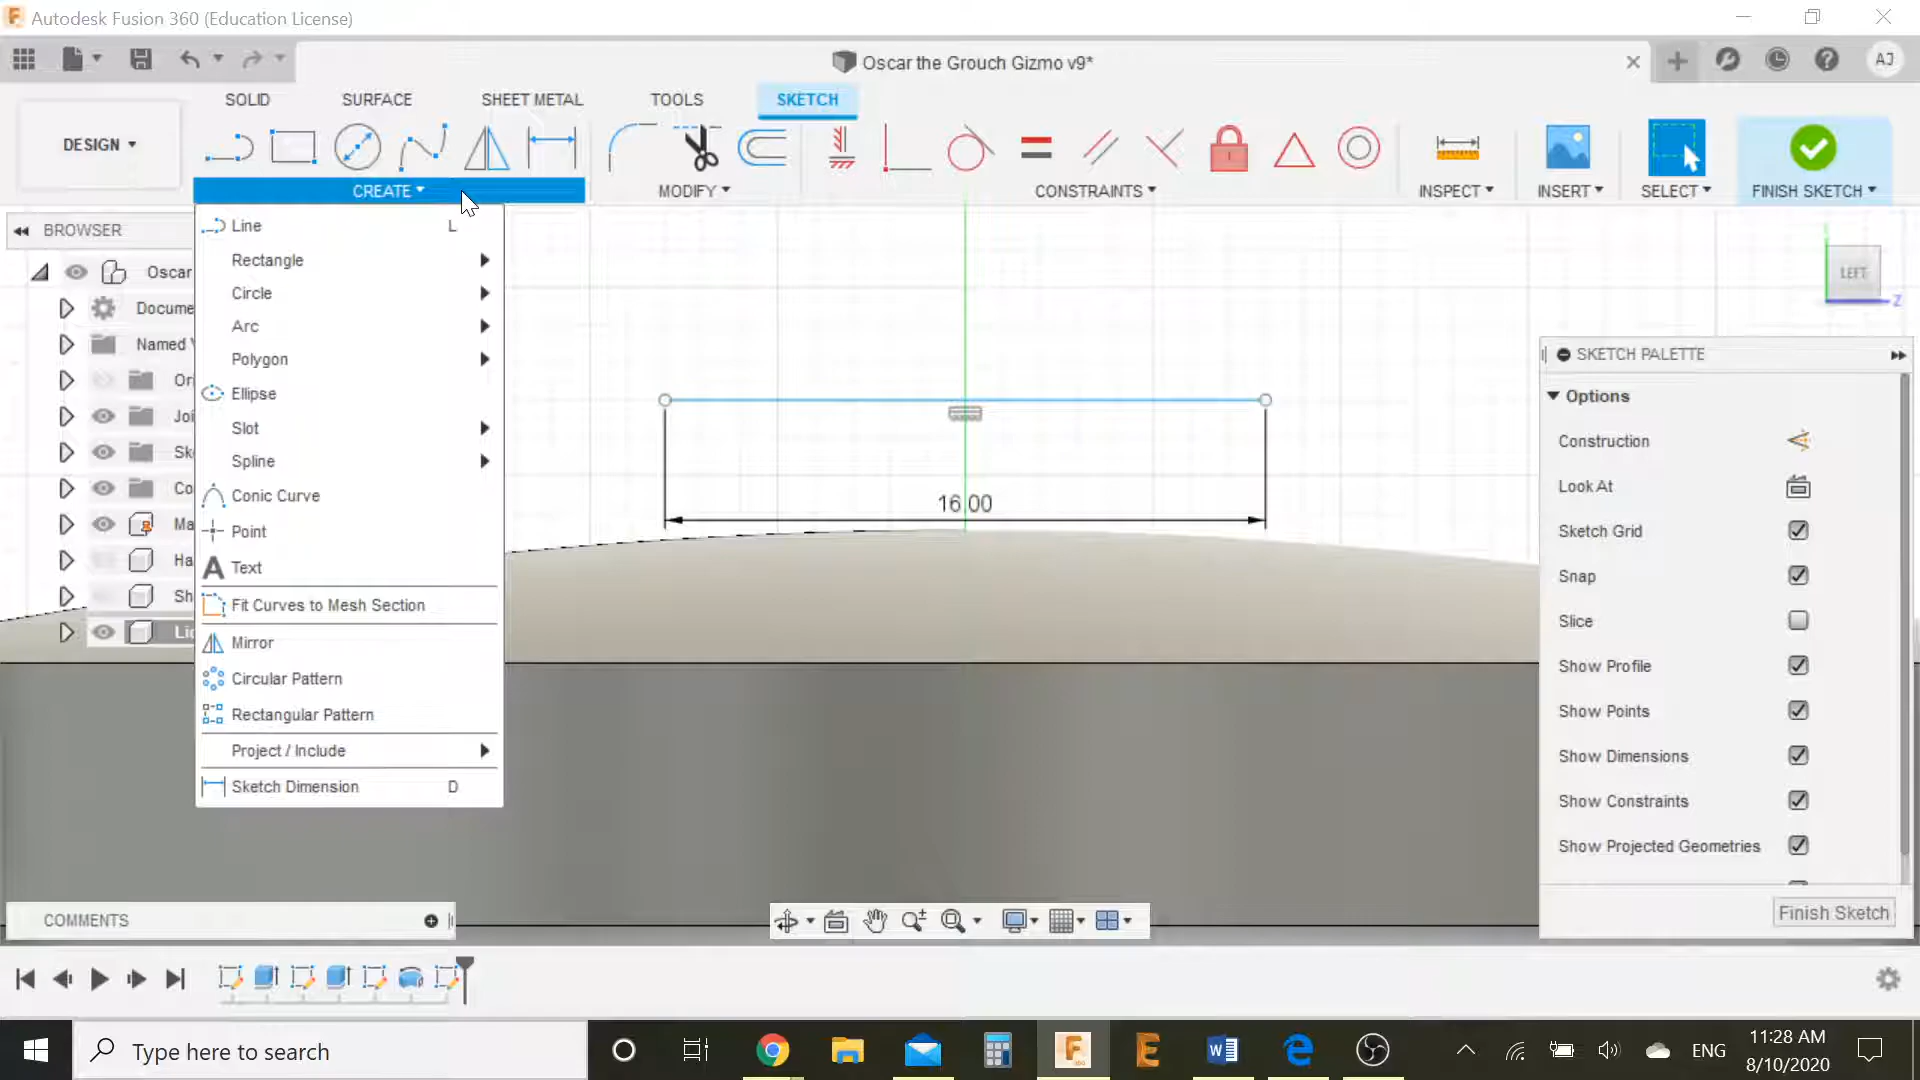 Autodesk Fusion 360 (Education License)
Oscar the Grouch Gizmo v9*
AJ
SOLID
SURFACE
SHEET METAL
TOOLS
SKETCH
DESIGN
CREATE
MODIFY
CONSTRAINTS
INSPECT
INSERT
SELECT
FINISH SKETCH
BROWSER
Oscar
Docume
Named
Ori
Joi
Sk
Co
Ma
Ha
Sh
Line L
Rectangle
Circle
Arc
Polygon
Ellipse
Slot
Spline
Conic Curve
Point
Text
Fit Curves to Mesh Section
Mirror
Circular Pattern
Rectangular Pattern
Project / Include
Sketch Dimension D
16.00
LEFT
Z
SKETCH PALETTE
Options
Construction
Look At
Sketch Grid
Snap
Slice
Show Profile
Show Points
Show Dimensions
Show Constraints
Show Projected Geometries
Finish Sketch
COMMENTS
Type here to search
ENG
11:28 AM
8/10/2020